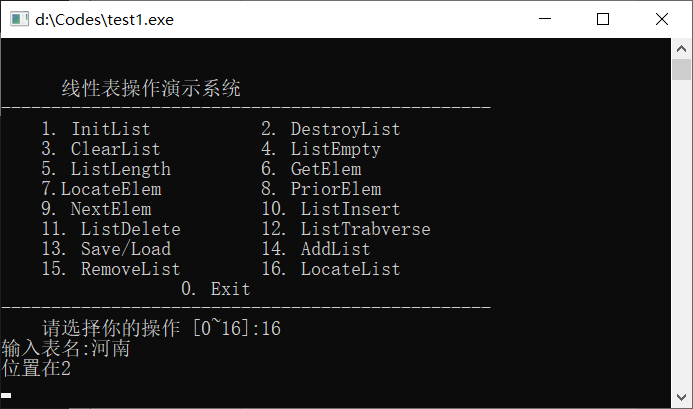 d:\Codes\test1.exe
线性表操作演示系统
-------------------------------------------------
1. InitList 2. DestroyList
3. ClearList 4. ListEmpty
5. ListLength 6. GetElem
7.LocateElem 8. PriorElem
9. NextElem 10. ListInsert
11. ListDelete 12. ListTrabverse
13. Save/Load 14. AddList
15. RemoveList 16. LocateList
0. Exit
-------------------------------------------------
请选择你的操作 [0~16]:16
输入表名:河南
位置在2